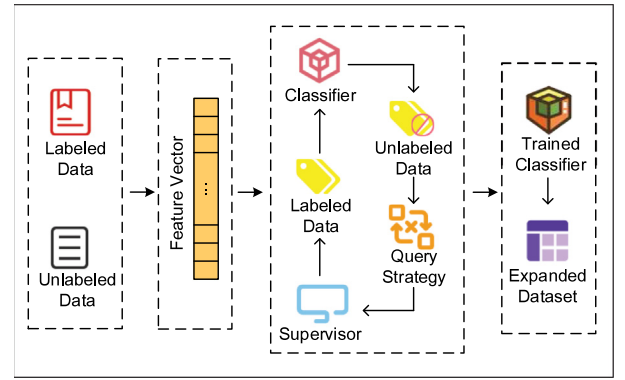 Labeled
Data
Unlabeled
Data
Feature Vector
...
Classifier
Labeled
Data
Supervisor
Unlabeled
Data
Query
Strategy
Trained
Classifier
Expanded
Dataset